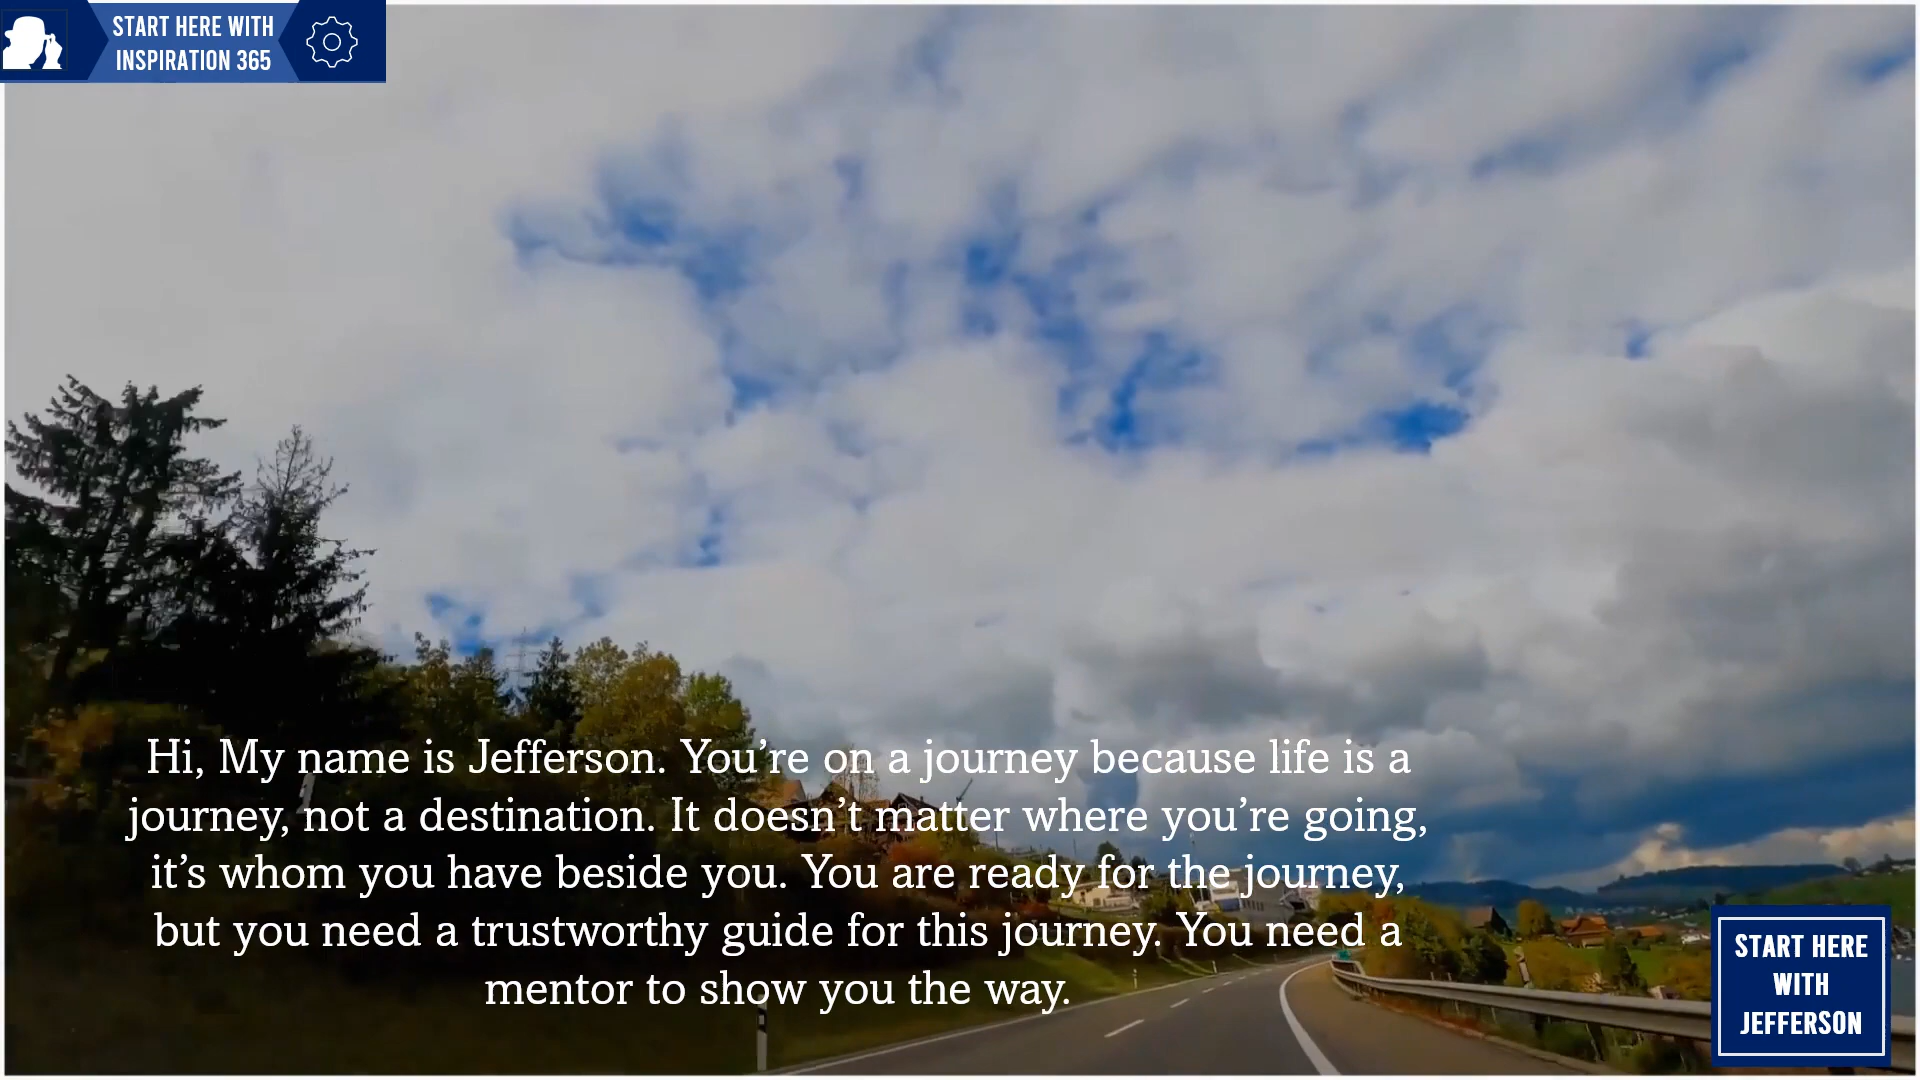 START HERE WITH
INSPIRATION 365
Hi, My name is Jefferson. You’re on a journey because life is a
journey, not a destination. It doesn’t matter where you’re going,
it’s whom you have beside you. You are ready for the journey,
but you need a trustworthy guide for this journey. You need a
mentor to show you the way.
START HERE
WITH
JEFFERSON